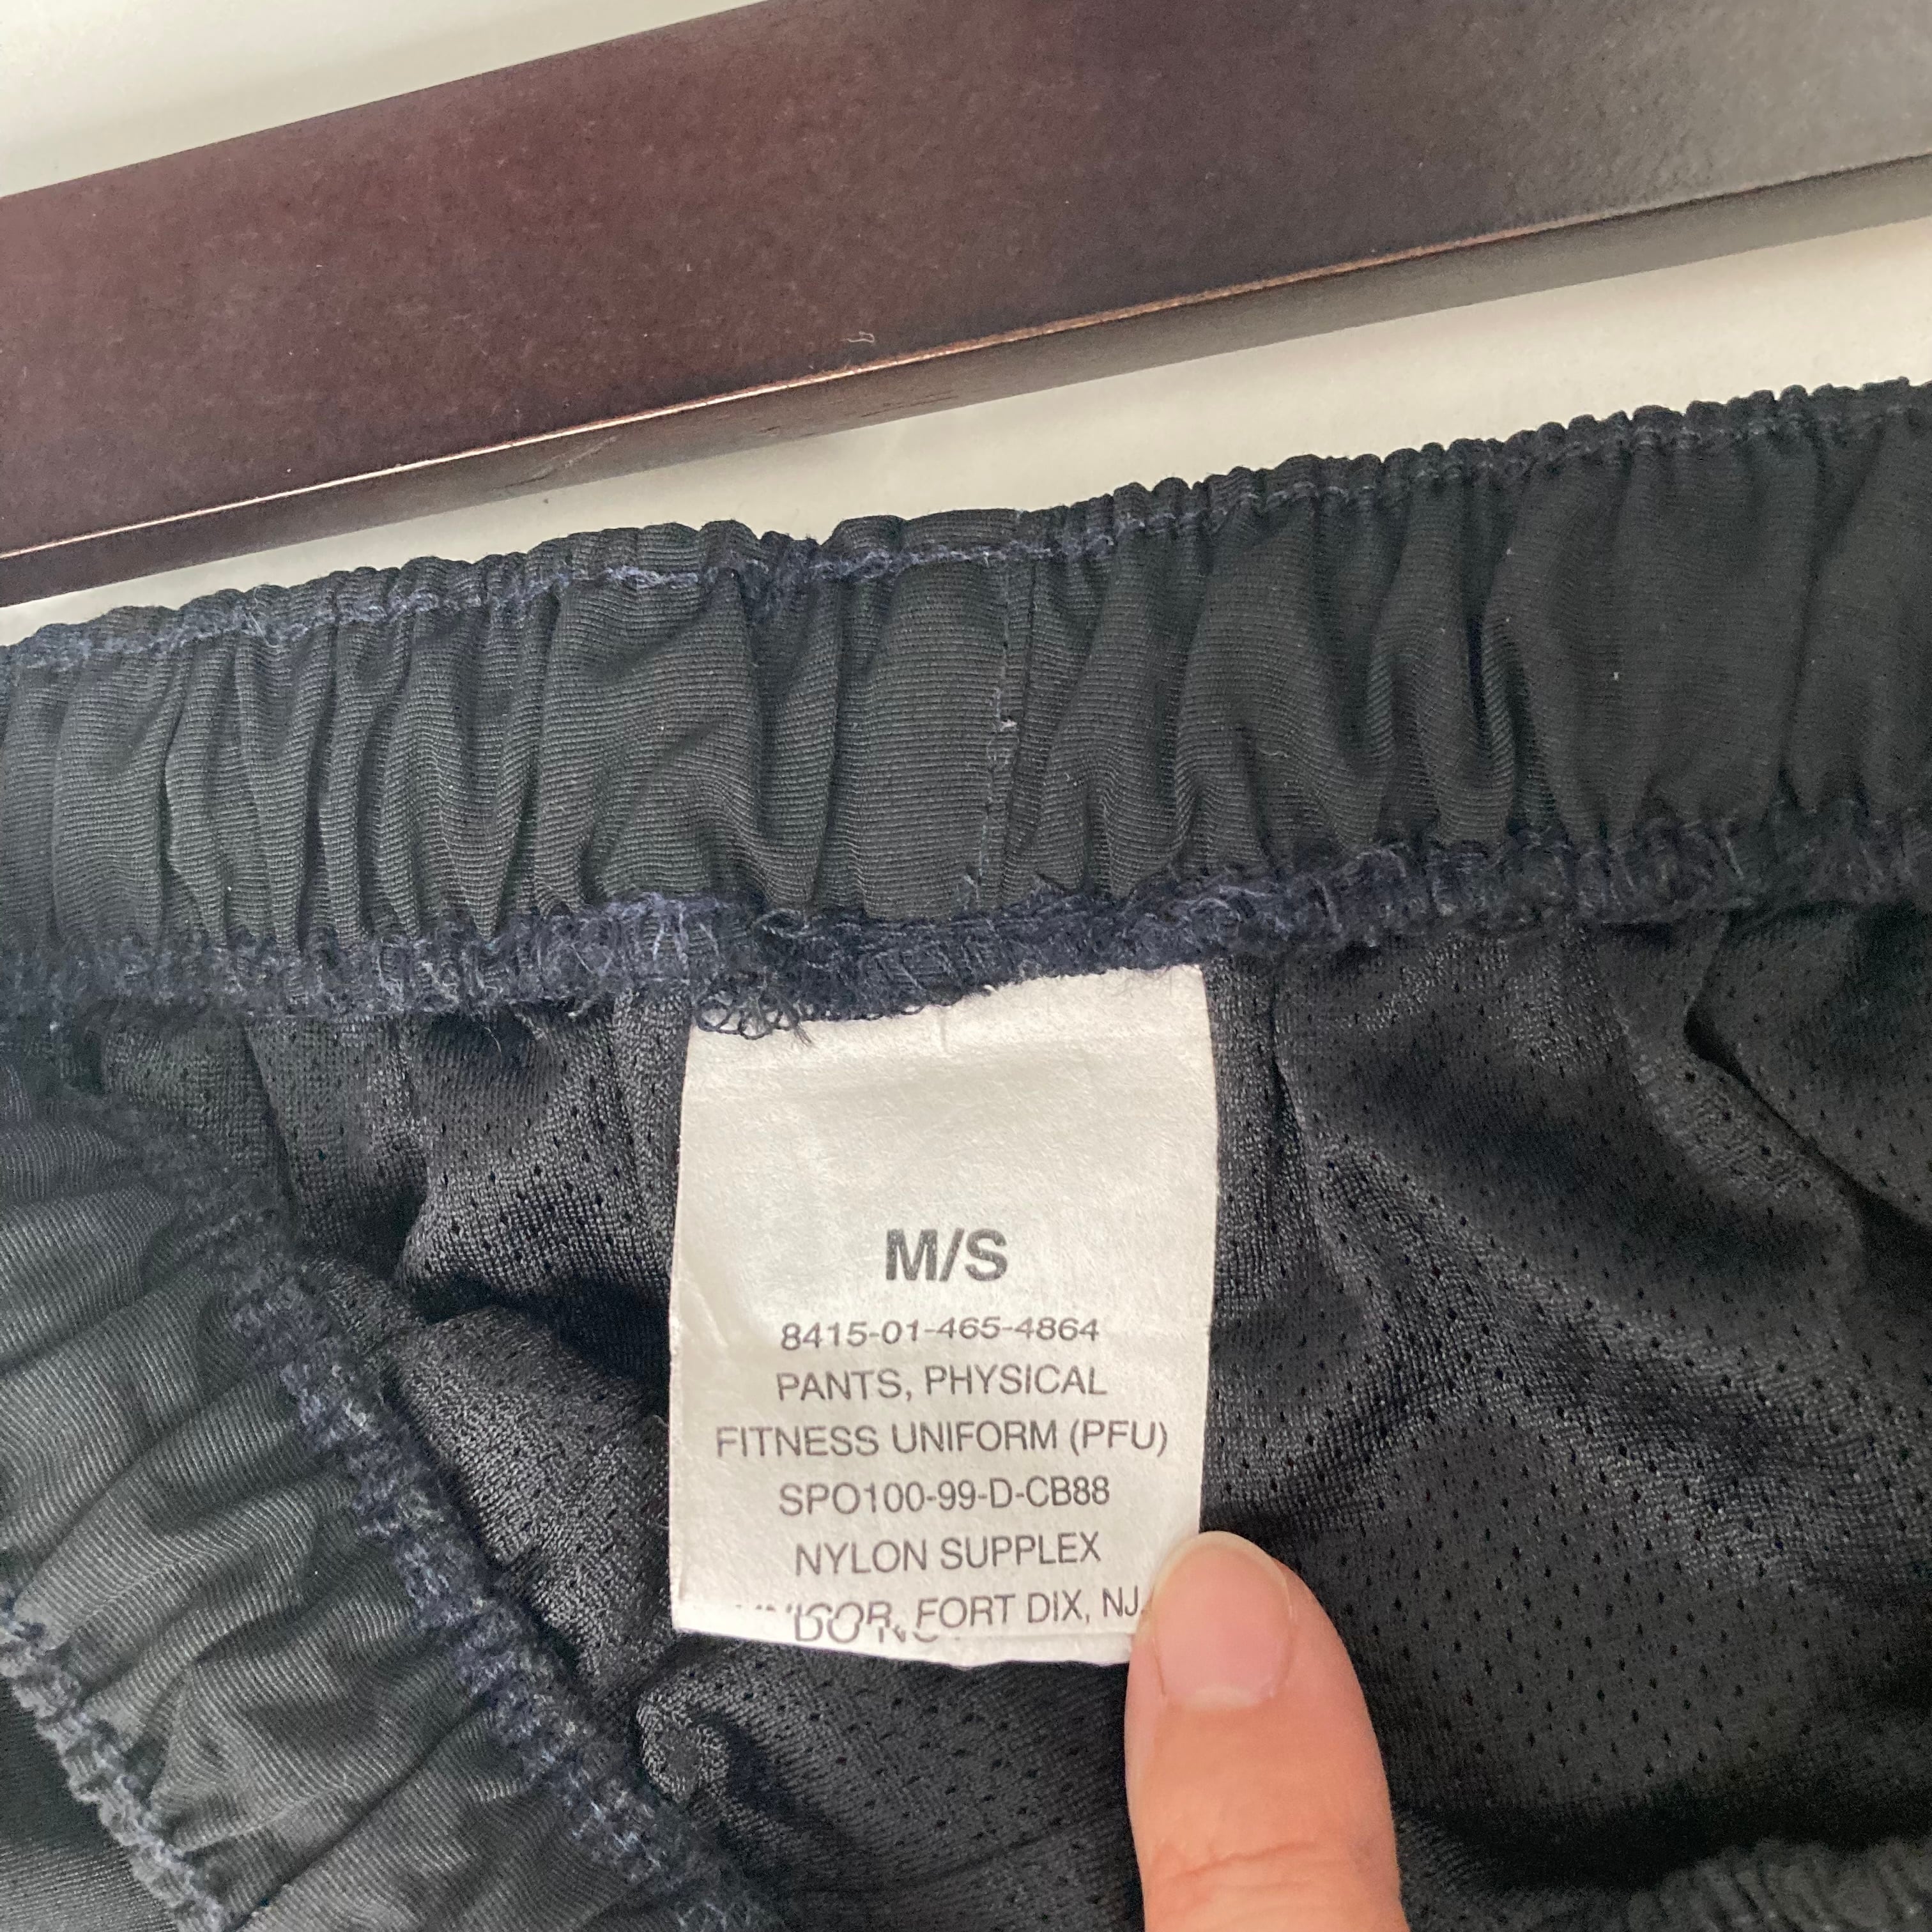 M/S
8415-01-465-4864
PANTS, PHYSICAL
FITNESS UNIFORM (PFU)
SPO100-99-D-CB88
NYLON SUPPLEX
FORT DIX, NJ